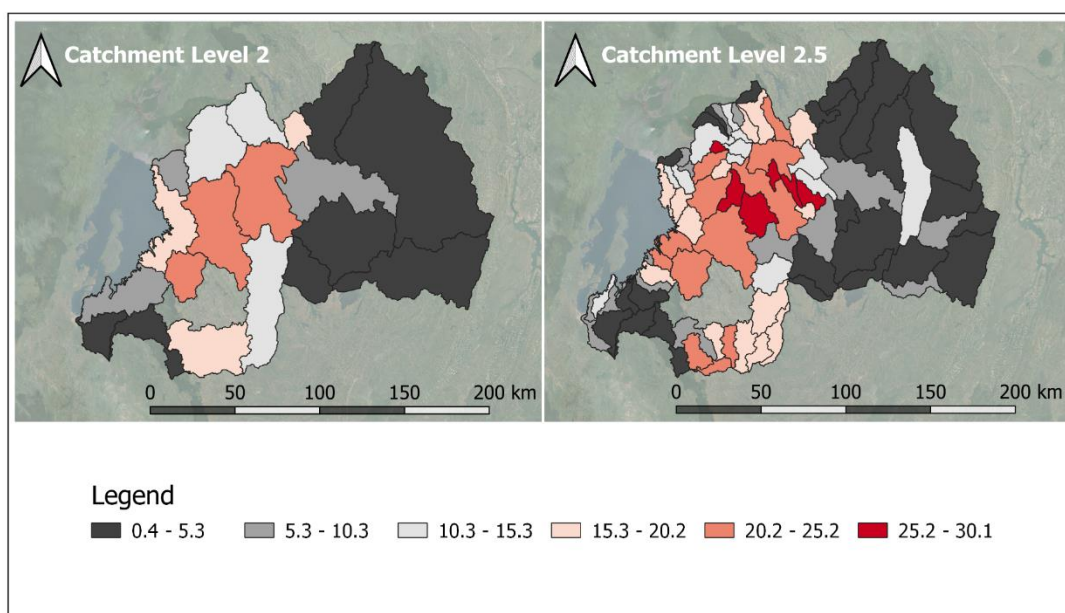 Catchment Level 2
Catchment Level 2.5
0 50 100 150 200 km
0 50 100 150 200 km
Legend
0.4 - 5.3 5.3 - 10.3 10.3 - 15.3 15.3 - 20.2 20.2 - 25.2 25.2 - 30.1